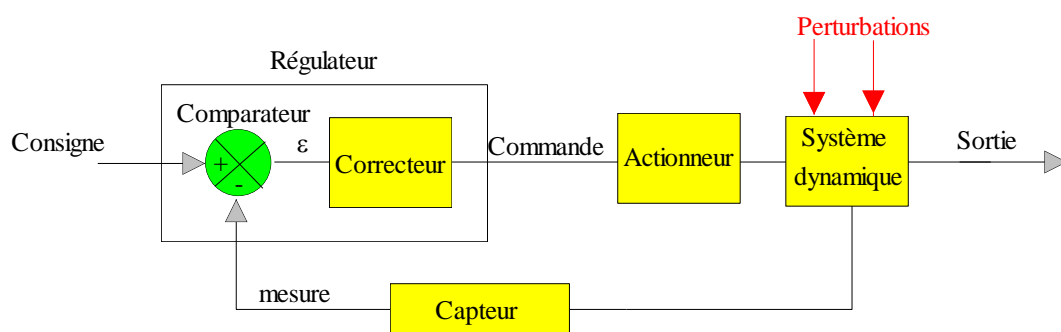 Perturbations
Régulateur
Comparateur
Consigne
+
-
ε
Correcteur
Commande
Actionneur
Système
dynamique
Sortie
mesure
Capteur